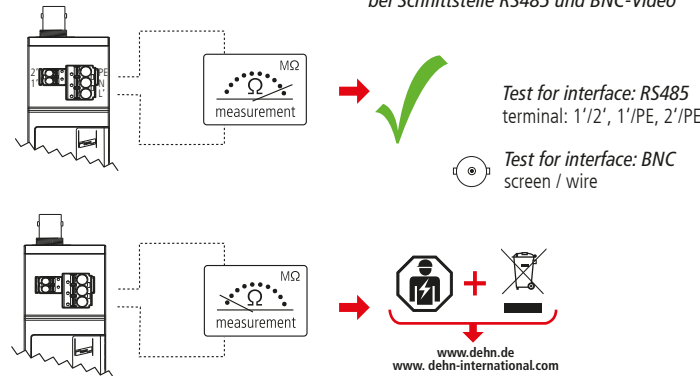 bei Schnittstelle RS485 und BNC-Video
2' PE
1' N
L'
MΩ
Ω
measurement
Test for interface: RS485
terminal: 1'/2', 1'/PE, 2'/PE
Test for interface: BNC
screen / wire
MΩ
Ω
measurement
+
www.dehn.de
www. dehn-international.com